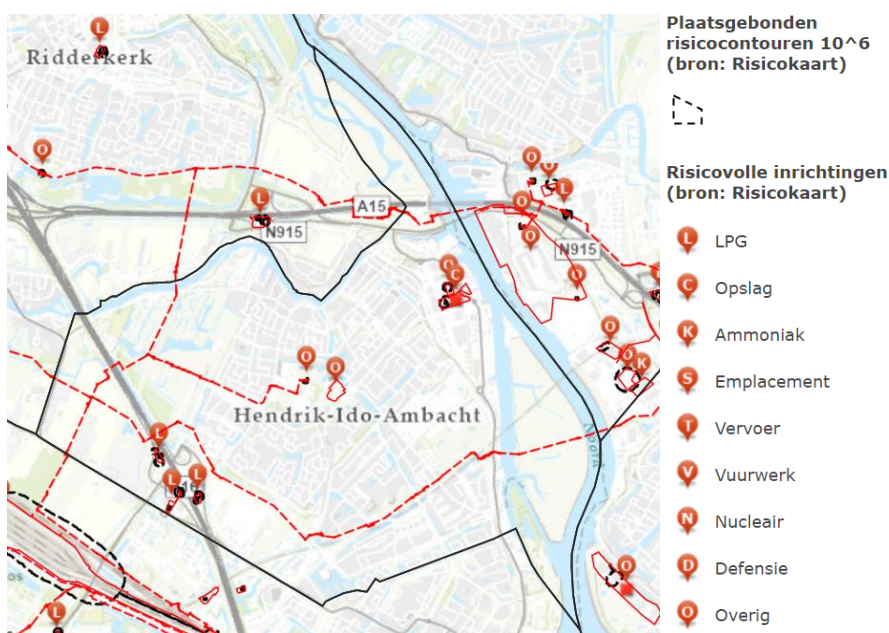 Plaatsgebonden
risicocontouren 10^6
(bron: Risicokaart)
Risicovolle inrichtingen
(bron: Risicokaart)
L LPG
C Opslag
K Ammoniak
S Emplacement
T Vervoer
V Vuurwerk
N Nucleair
D Defensie
O Overig
L
Ridderkerk
O
O
O
L
L
O
A15
N915
O
N915
O
C
O
L
O
O
K
O
O
Hendrik-Ido-Ambacht
Noord
L
L
L
O
L